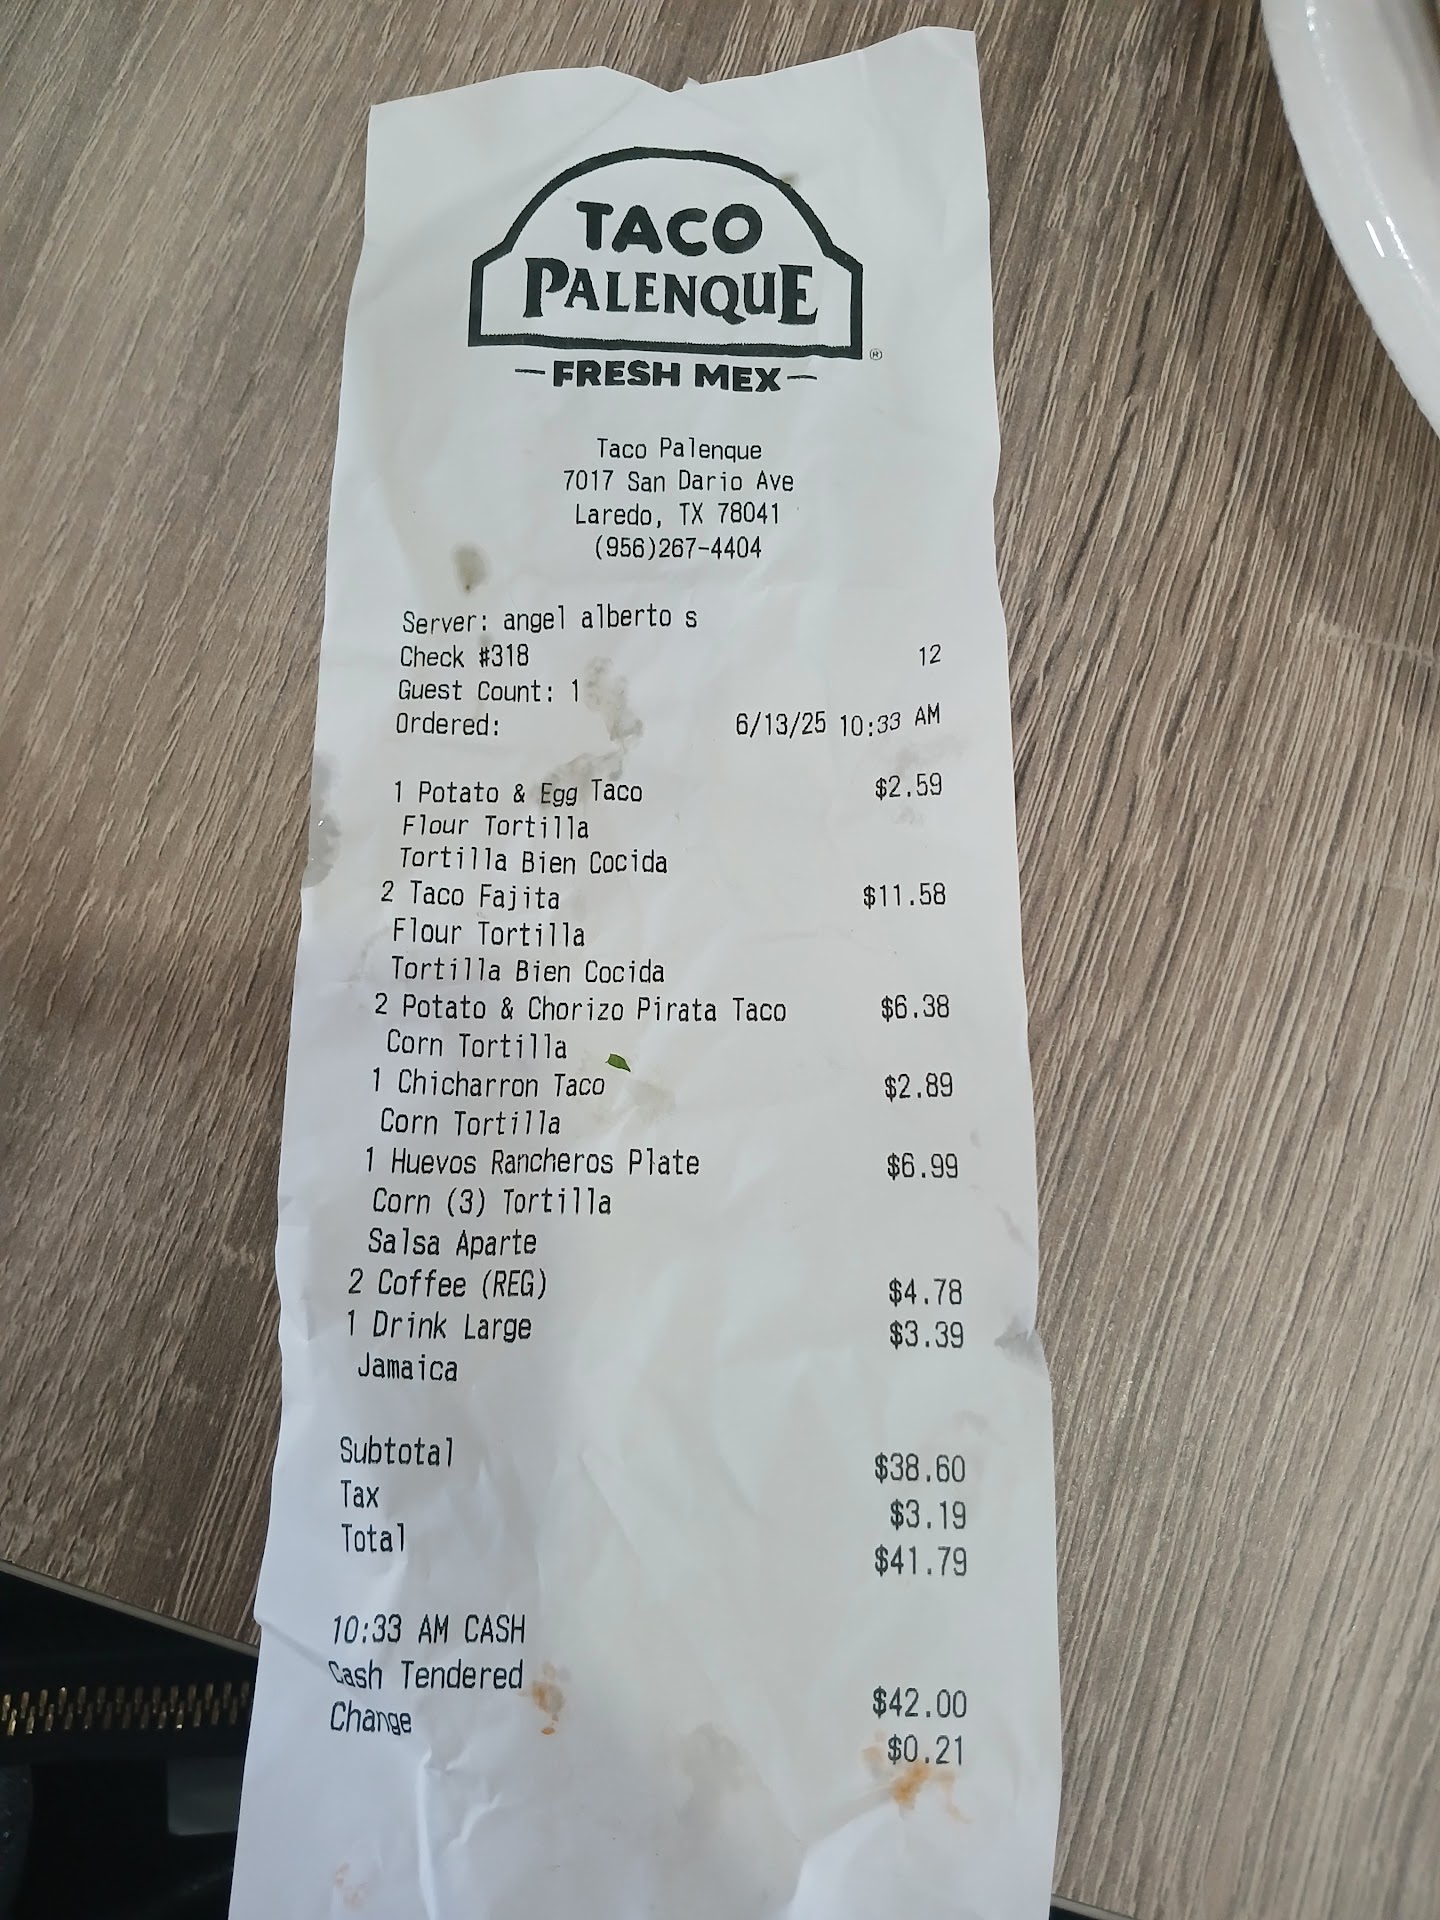 TACO
PALENQUE
®
FRESH MEX
Taco Palenque
7017 San Dario Ave
Laredo, TX 78041
(956)267-4404
Server: angel alberto s
Check #318 12
Guest Count: 1
Ordered: 6/13/25 10:33 AM
1 Potato & Egg Taco $2.59
Flour Tortilla
Tortilla Bien Cocida
2 Taco Fajita $11.58
Flour Tortilla
Tortilla Bien Cocida
2 Potato & Chorizo Pirata Taco $6.38
Corn Tortilla
1 Chicharron Taco $2.89
Corn Tortilla
1 Huevos Rancheros Plate $6.99
Corn (3) Tortilla
Salsa Aparte
2 Coffee (REG) $4.78
1 Drink Large $3.39
Jamaica
Subtotal $38.60
Tax $3.19
Total $41.79
10:33 AM CASH
Cash Tendered $42.00
Change $0.21